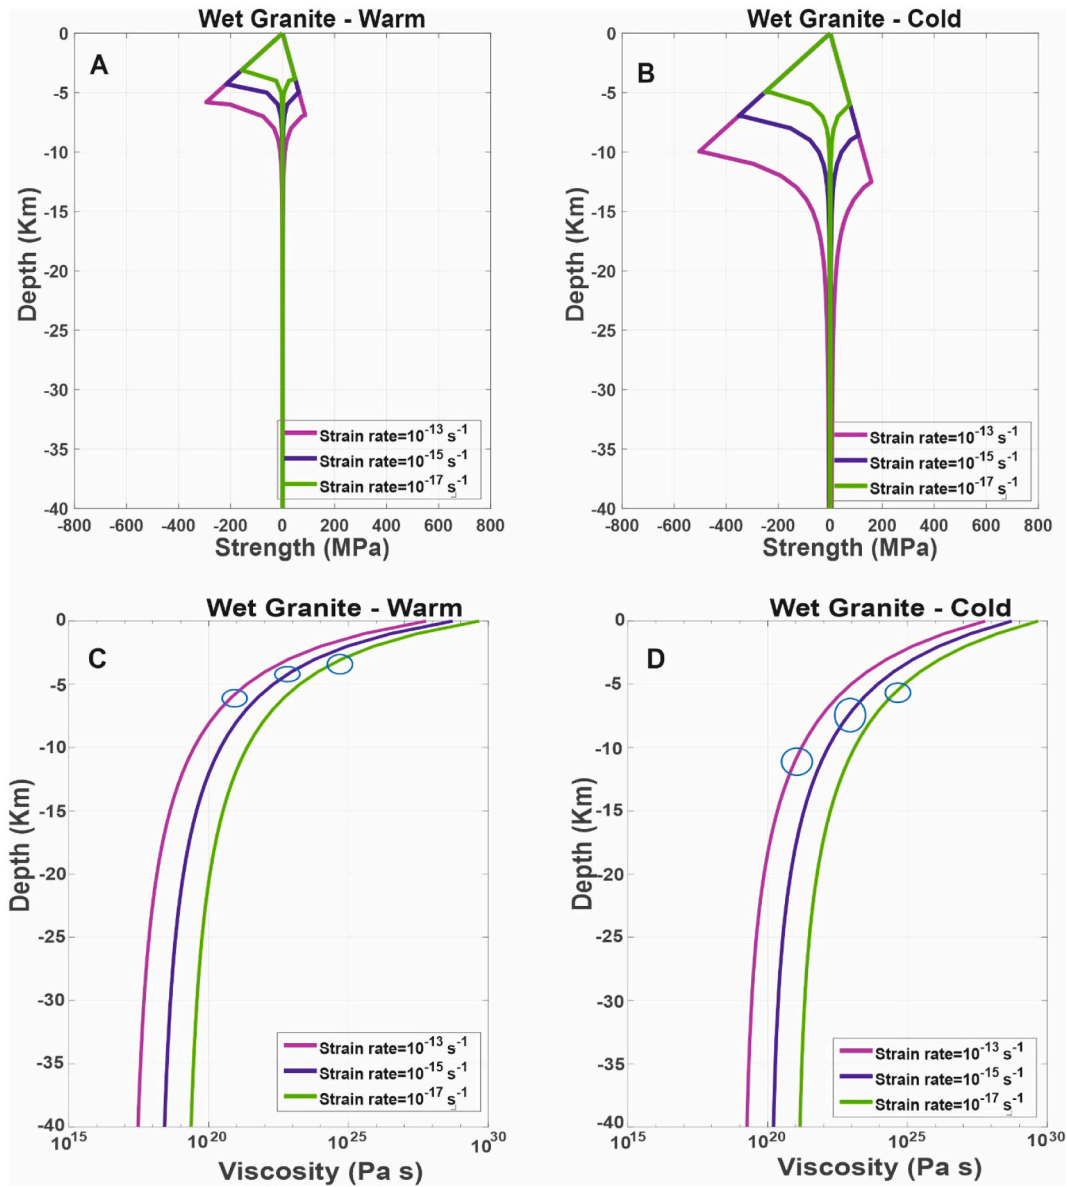 Wet Granite - Warm
A
0
-5
-10
-15
-20
-25
-30
-35
-40
Depth (Km)
-800 -600 -400 -200 0 200 400 600 800
Strength (MPa)
Strain rate=10⁻¹³ s⁻¹
Strain rate=10⁻¹⁵ s⁻¹
Strain rate=10⁻¹⁷ s⁻¹
Wet Granite - Cold
B
0
-5
-10
-15
-20
-25
-30
-35
-40
Depth (Km)
-800 -600 -400 -200 0 200 400 600 800
Strength (MPa)
Strain rate=10⁻¹³ s⁻¹
Strain rate=10⁻¹⁵ s⁻¹
Strain rate=10⁻¹⁷ s⁻¹
Wet Granite - Warm
C
0
-5
-10
-15
-20
-25
-30
-35
-40
Depth (Km)
10¹⁵ 10²⁰ 10²⁵ 10³⁰
Viscosity (Pa s)
Strain rate=10⁻¹³ s⁻¹
Strain rate=10⁻¹⁵ s⁻¹
Strain rate=10⁻¹⁷ s⁻¹
Wet Granite - Cold
D
0
-5
-10
-15
-20
-25
-30
-35
-40
Depth (Km)
10¹⁵ 10²⁰ 10²⁵ 10³⁰
Viscosity (Pa s)
Strain rate=10⁻¹³ s⁻¹
Strain rate=10⁻¹⁵ s⁻¹
Strain rate=10⁻¹⁷ s⁻¹